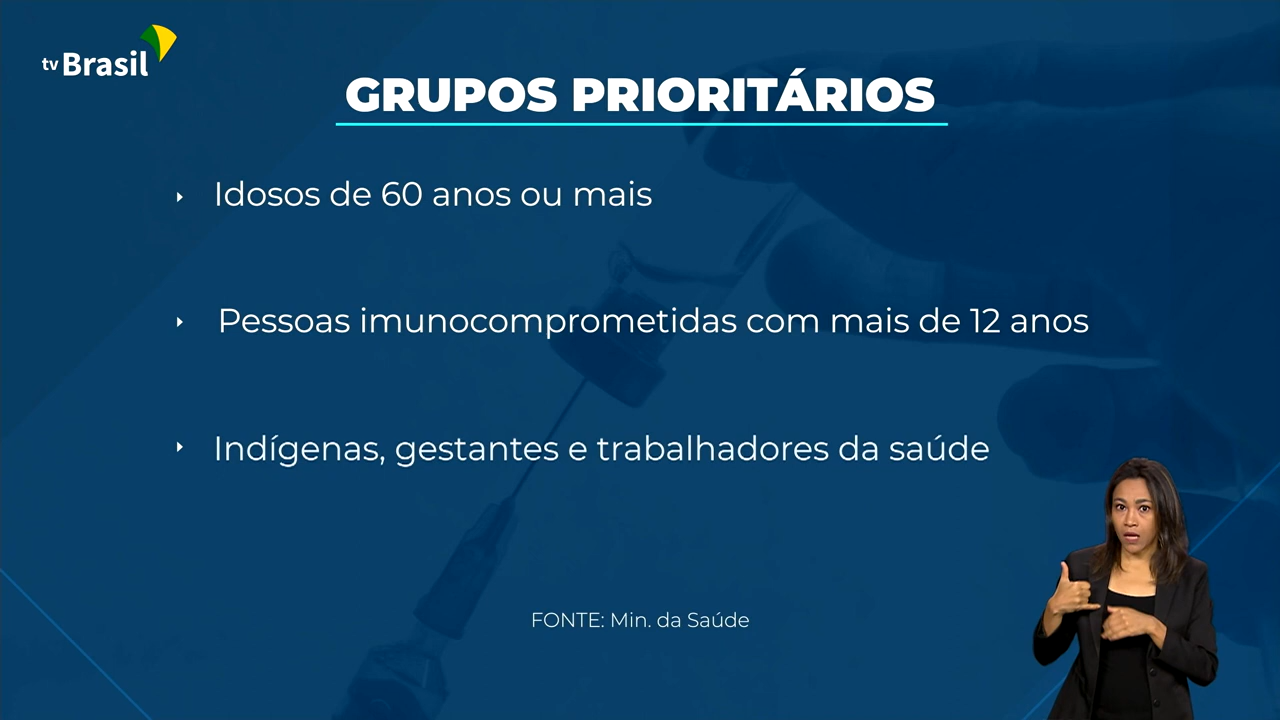 tv Brasil
GRUPOS PRIORITÁRIOS
Idosos de 60 anos ou mais
Pessoas imunocomprometidas com mais de 12 anos
Indígenas, gestantes e trabalhadores da saúde
FONTE: Min. da Saúde